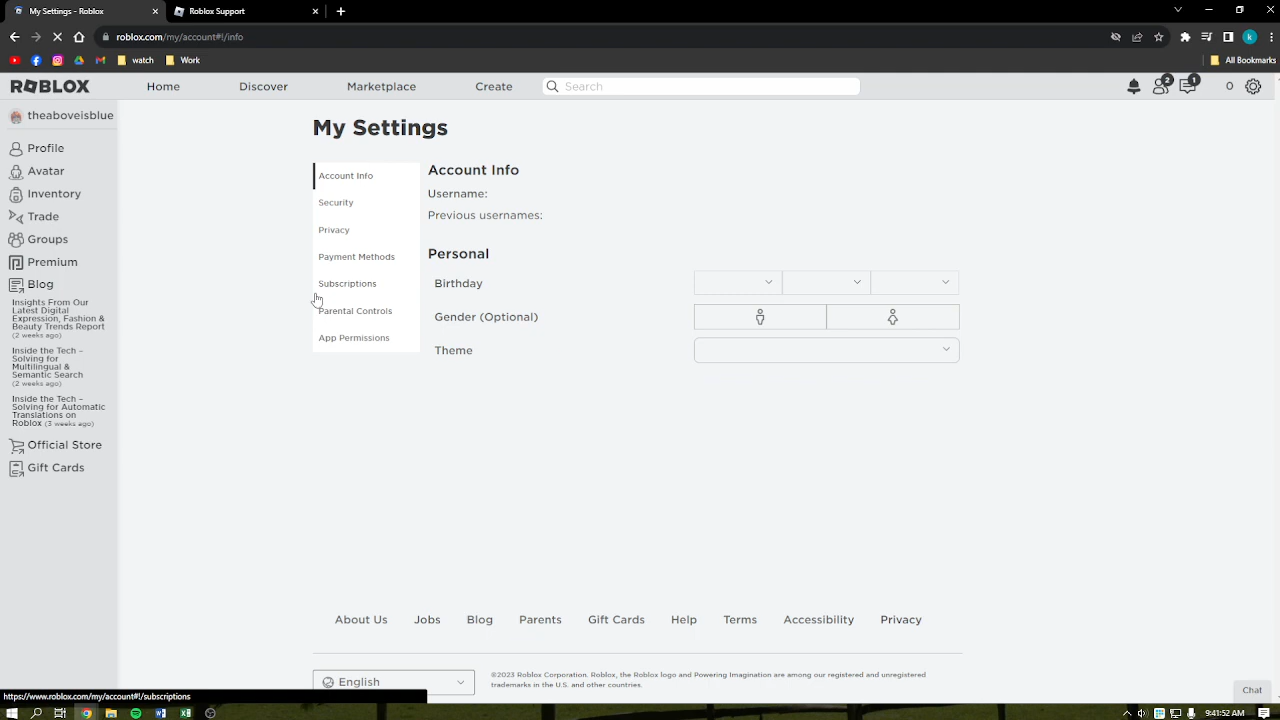 My Settings - Roblox
Roblox Support
roblox.com/my/account#!/info
k
watch
Work
All Bookmarks
ROBLOX
Home
Discover
Marketplace
Create
Search
2
1
0
theaboveisblue
Profile
Avatar
Inventory
Trade
Groups
Premium
Blog
Insights From Our
Latest Digital
Expression, Fashion &
Beauty Trends Report
(2 weeks ago)
Inside the Tech –
Solving for
Multilingual &
Semantic Search
(2 weeks ago)
Inside the Tech –
Solving for Automatic
Translations on
Roblox (3 weeks ago)
Official Store
Gift Cards
My Settings
Account Info
Security
Privacy
Payment Methods
Subscriptions
Parental Controls
App Permissions
Account Info
Username:
Previous usernames:
Personal
Birthday
Gender (Optional)
Theme
About Us
Jobs
Blog
Parents
Gift Cards
Help
Terms
Accessibility
Privacy
English
©2023 Roblox Corporation. Roblox, the Roblox logo and Powering Imagination are among our registered and unregistered
trademarks in the U.S. and other countries.
Chat
https://www.roblox.com/my/account#!/subscriptions
9:41:52 AM